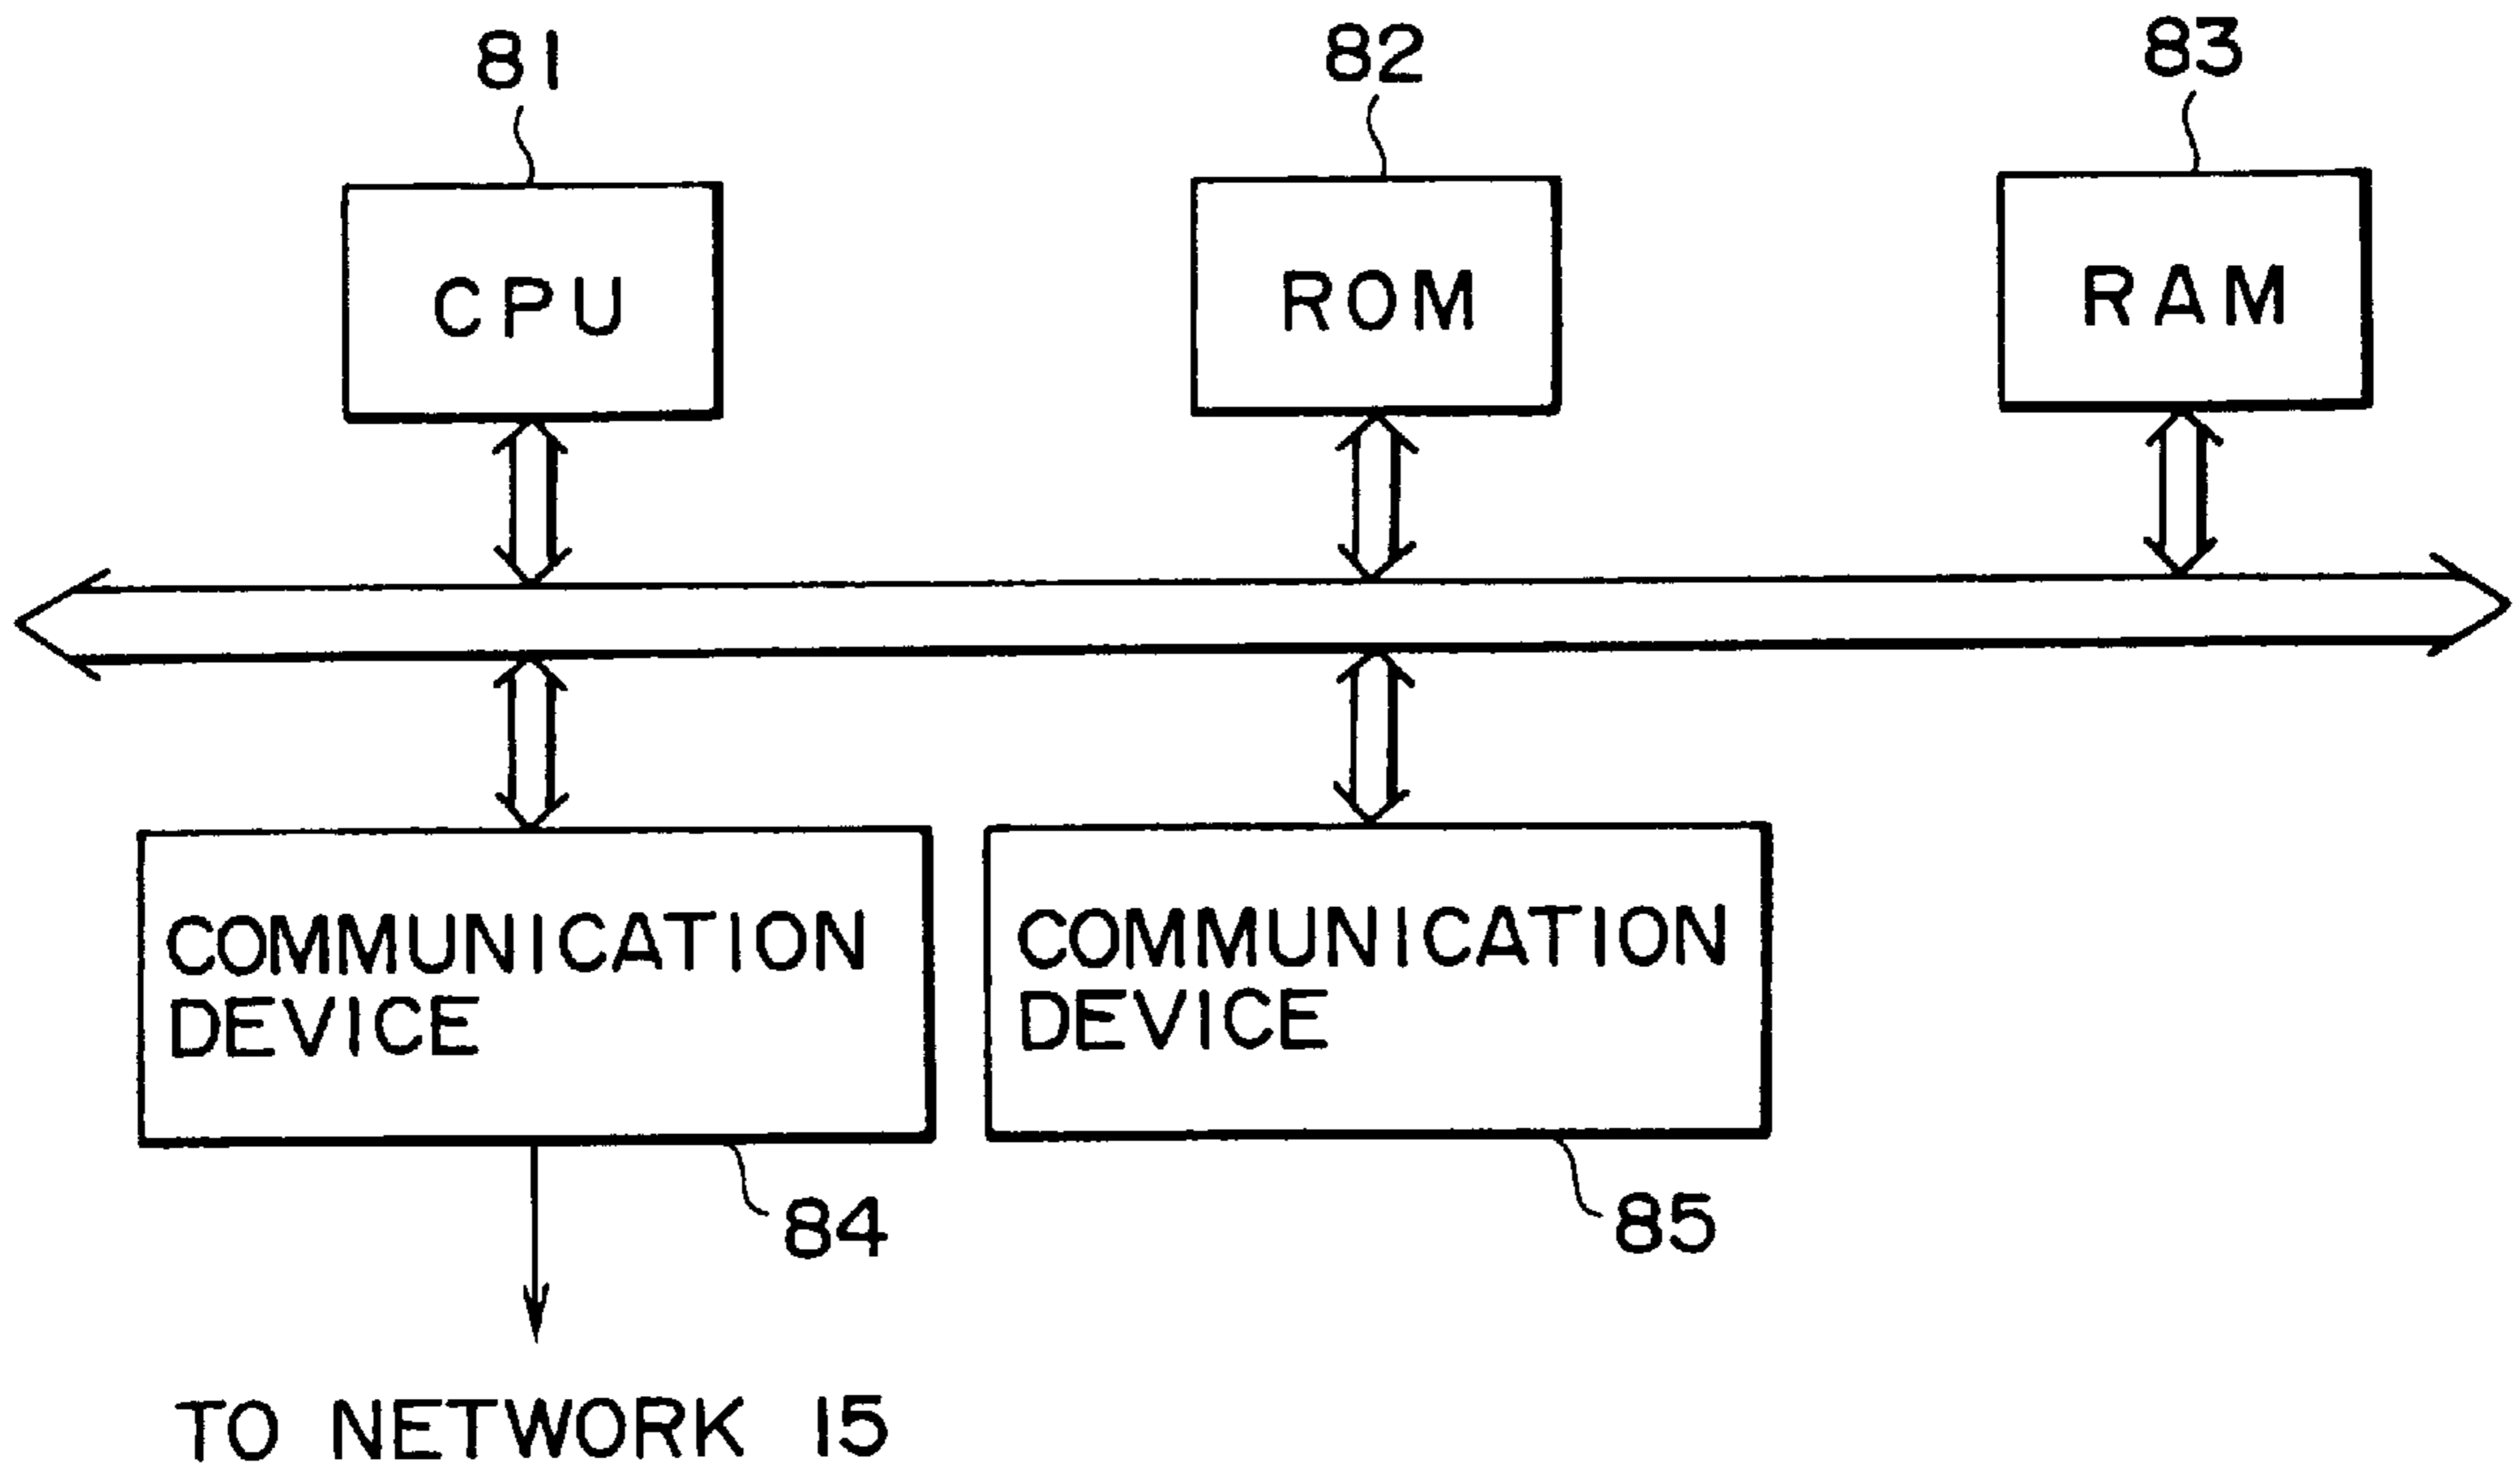 81
82
83
CPU
ROM
RAM
COMMUNICATION
DEVICE
COMMUNICATION
DEVICE
84
85
TO NETWORK 15